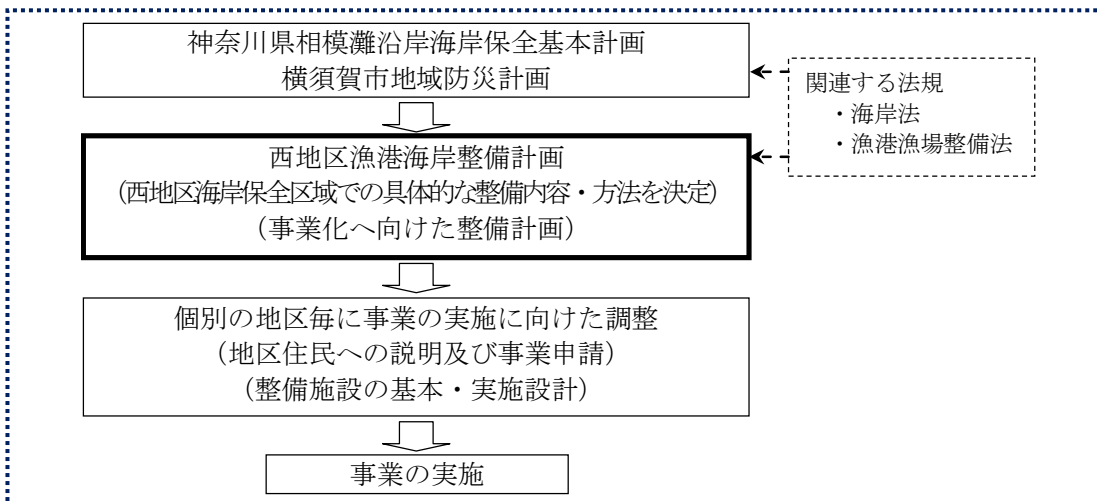 神奈川県相模灘沿岸海岸保全基本計画
横須賀市地域防災計画
関連する法規
・海岸法
・漁港漁場整備法
西地区漁港海岸整備計画
（西地区海岸保全区域での具体的な整備内容・方法を決定）
（事業化へ向けた整備計画）
個別の地区毎に事業の実施に向けた調整
（地区住民への説明及び事業申請）
（整備施設の基本・実施設計）
事業の実施